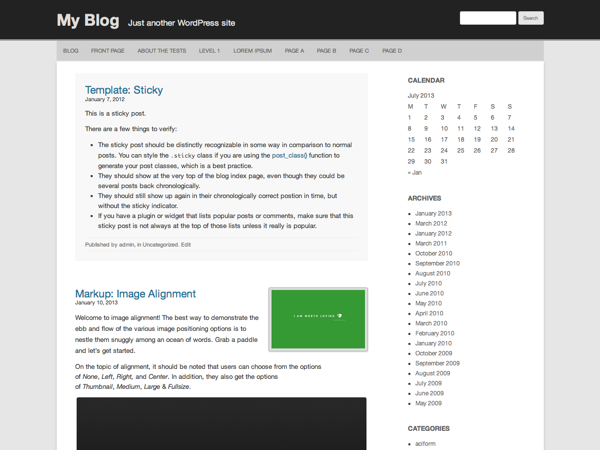 My Blog Just another WordPress site
Search
BLOG FRONT PAGE ABOUT THE TESTS LEVEL 1 LOREM IPSUM PAGE A PAGE B PAGE C PAGE D
Template: Sticky
January 7, 2012
This is a sticky post.
There are a few things to verify:
• The sticky post should be distinctly recognizable in some way in comparison to normal
posts. You can style the .sticky class if you are using the post_class() function to
generate your post classes, which is a best practice.
• They should show at the very top of the blog index page, even though they could be
several posts back chronologically.
• They should still show up again in their chronologically correct postion in time, but
without the sticky indicator.
• If you have a plugin or widget that lists popular posts or comments, make sure that this
sticky post is not always at the top of those lists unless it really is popular.
Published by admin, in Uncategorized. Edit
Markup: Image Alignment
January 10, 2013
I AM WORTH LOVING
Welcome to image alignment! The best way to demonstrate the
ebb and flow of the various image positioning options is to
nestle them snuggly among an ocean of words. Grab a paddle
and let's get started.
On the topic of alignment, it should be noted that users can choose from the options
of None, Left, Right, and Center. In addition, they also get the options
of Thumbnail, Medium, Large & Fullsize.
CALENDAR
July 2013
M T W T F S S
1 2 3 4 5 6 7
8 9 10 11 12 13 14
15 16 17 18 19 20 21
22 23 24 25 26 27 28
29 30 31
« Jan
ARCHIVES
• January 2013
• March 2012
• January 2012
• March 2011
• October 2010
• September 2010
• August 2010
• July 2010
• June 2010
• May 2010
• April 2010
• March 2010
• February 2010
• January 2010
• October 2009
• September 2009
• August 2009
• July 2009
• June 2009
• May 2009
CATEGORIES
• aciform